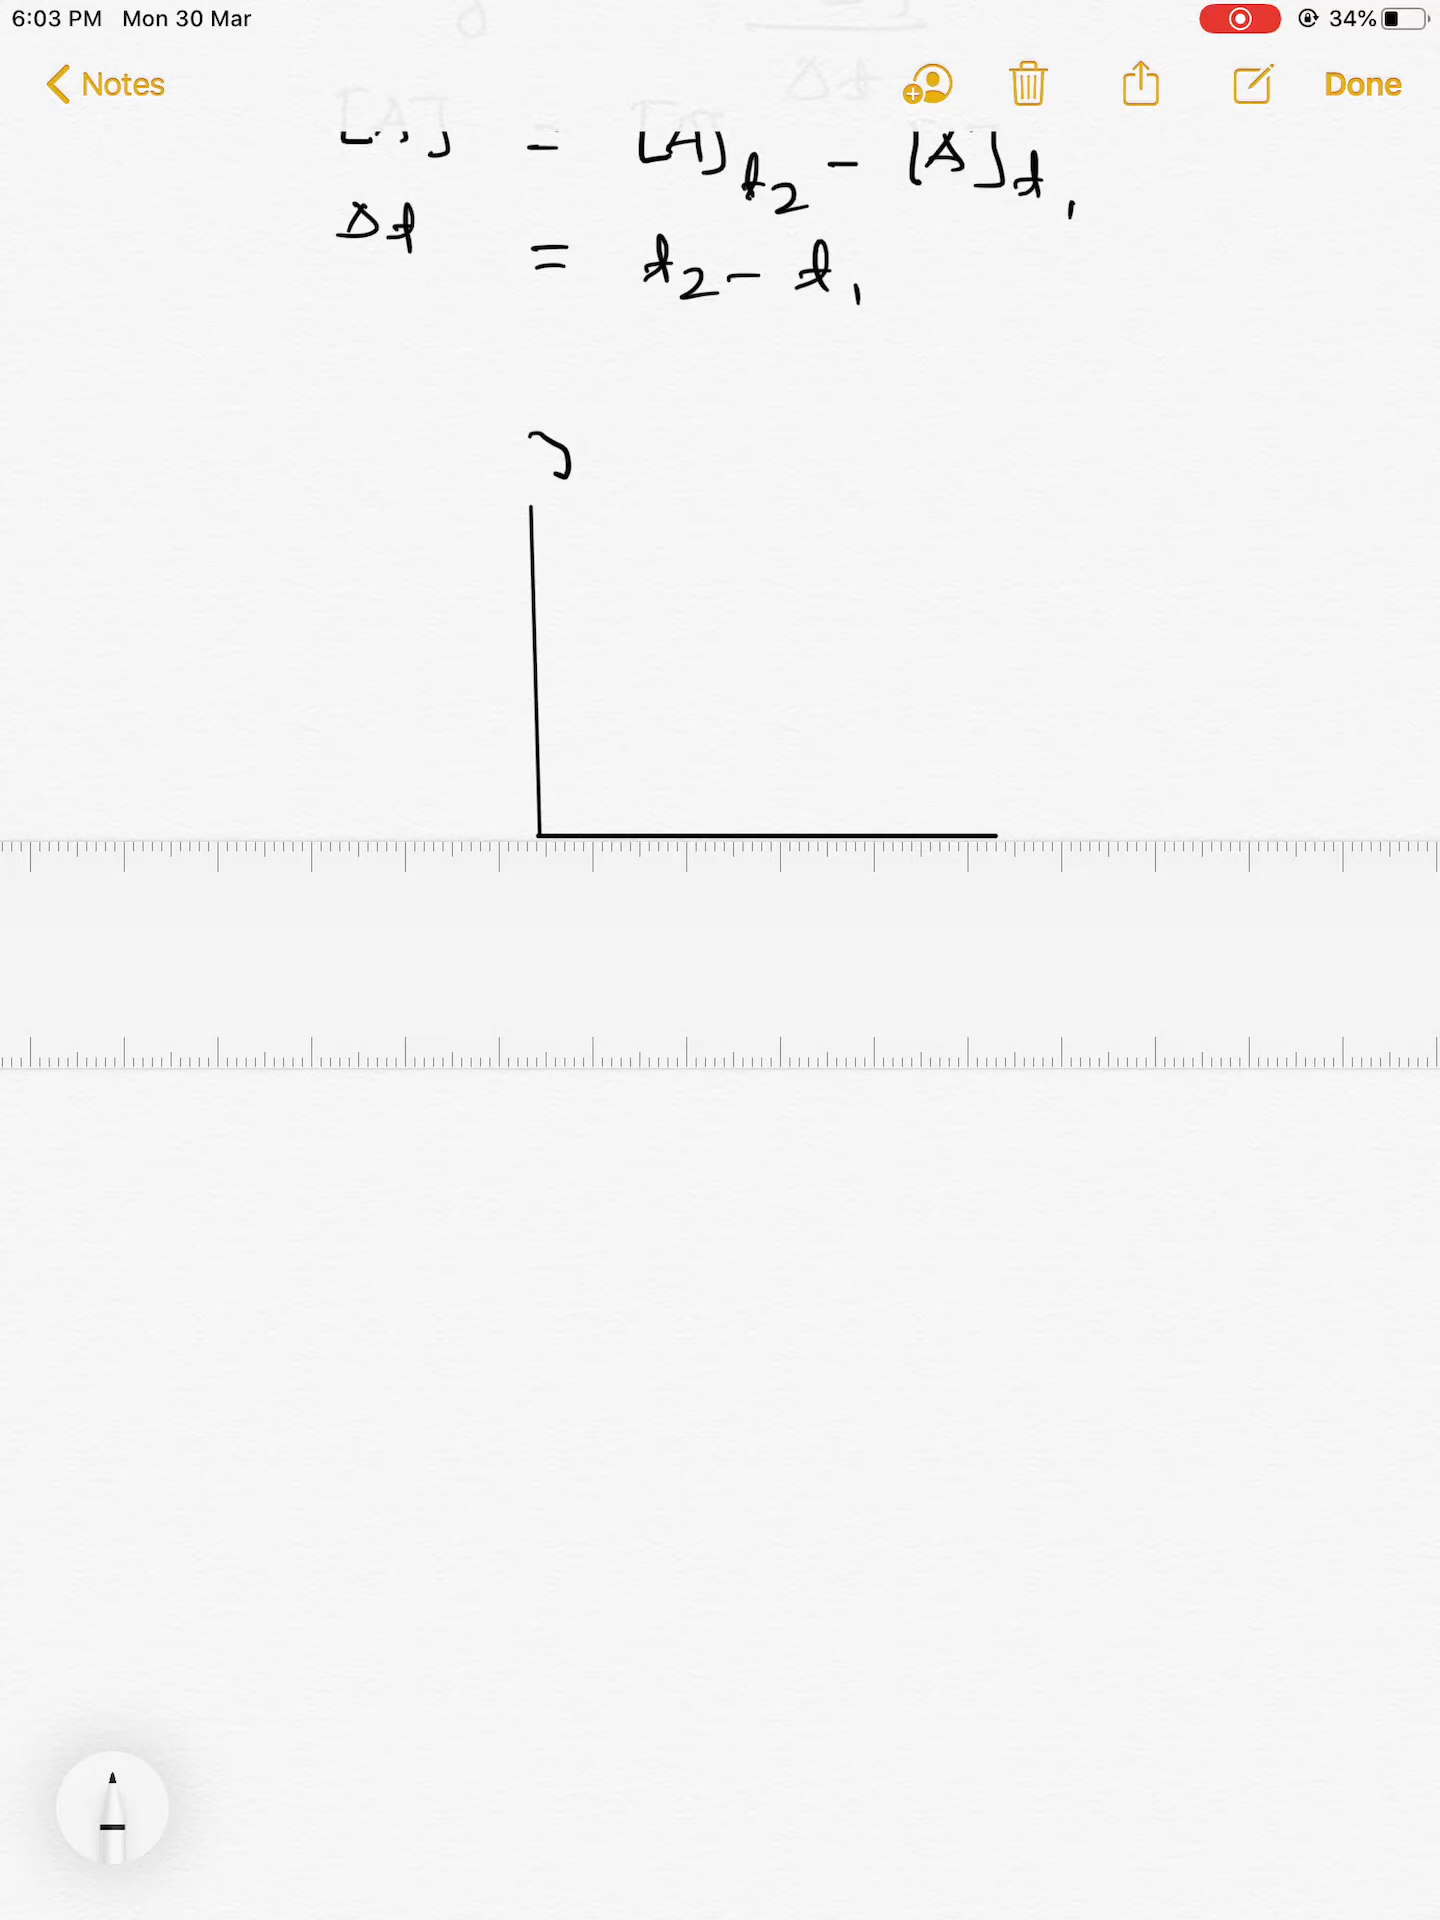 6:03 PM Mon 30 Mar 34%
Notes Done
[A] = [A]t2 - [A]t1
Δt = t2 - t1